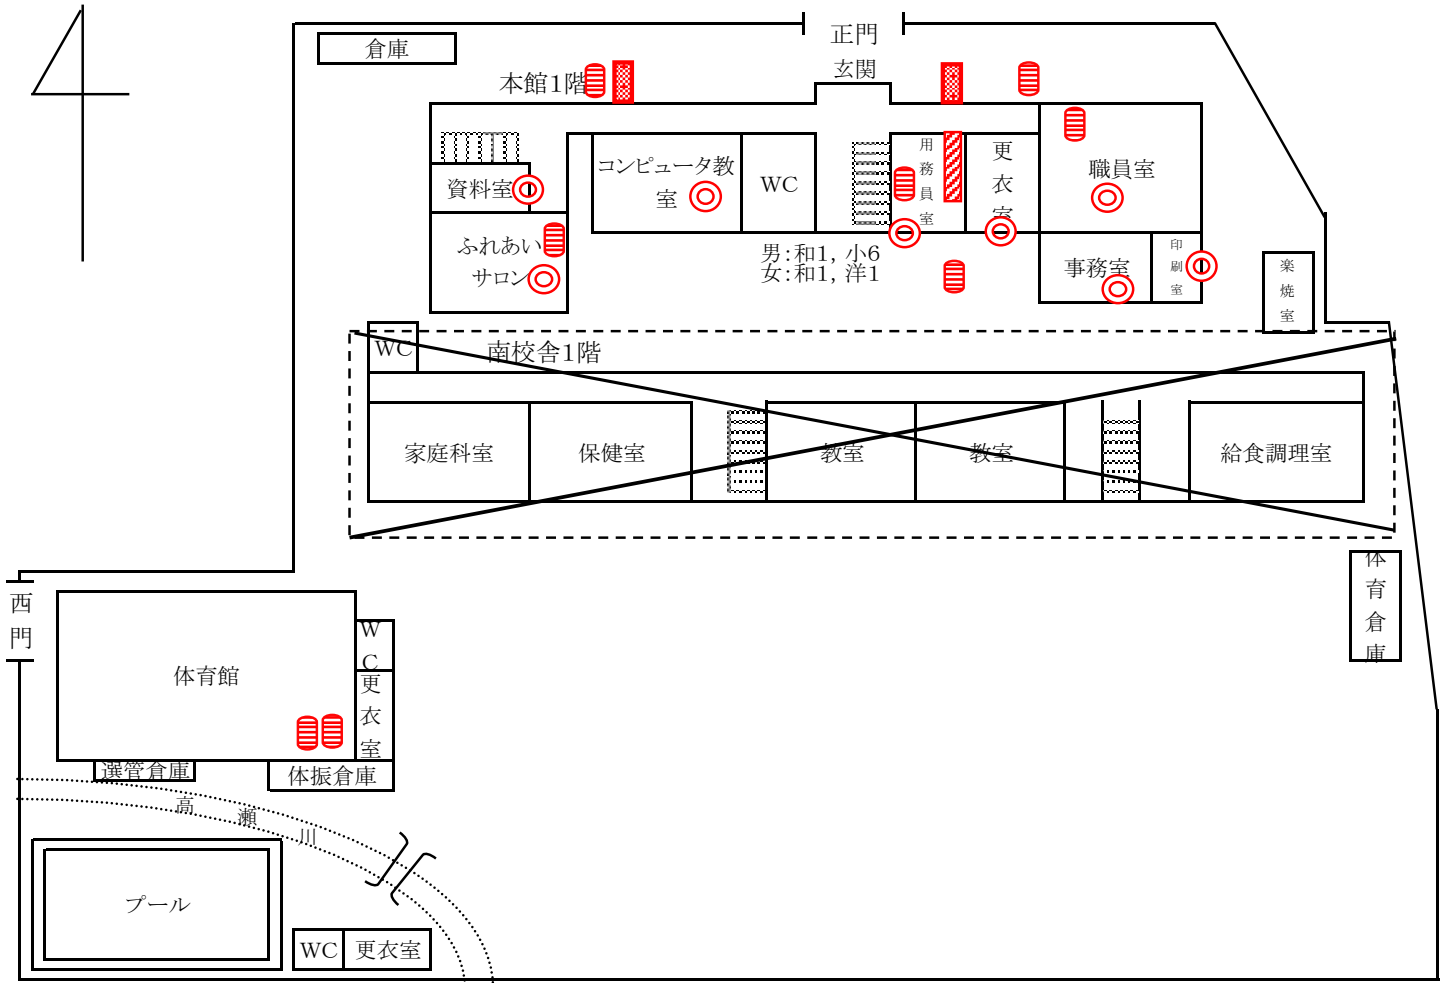 正門
倉庫
玄関
本館1階
コンピュータ教
室
WC
用
務
員
室
更
衣
室
職員室
資料室
ふれあい
サロン
男:和1, 小6
女:和1, 洋1
事務室
印
刷
室
楽
焼
室
WC
南校舎1階
家庭科室
保健室
教室
教室
給食調理室
体
育
倉
庫
西
門
体育館
W
C
更
衣
室
選管倉庫
体振倉庫
高
瀬
川
プール
WC
更衣室